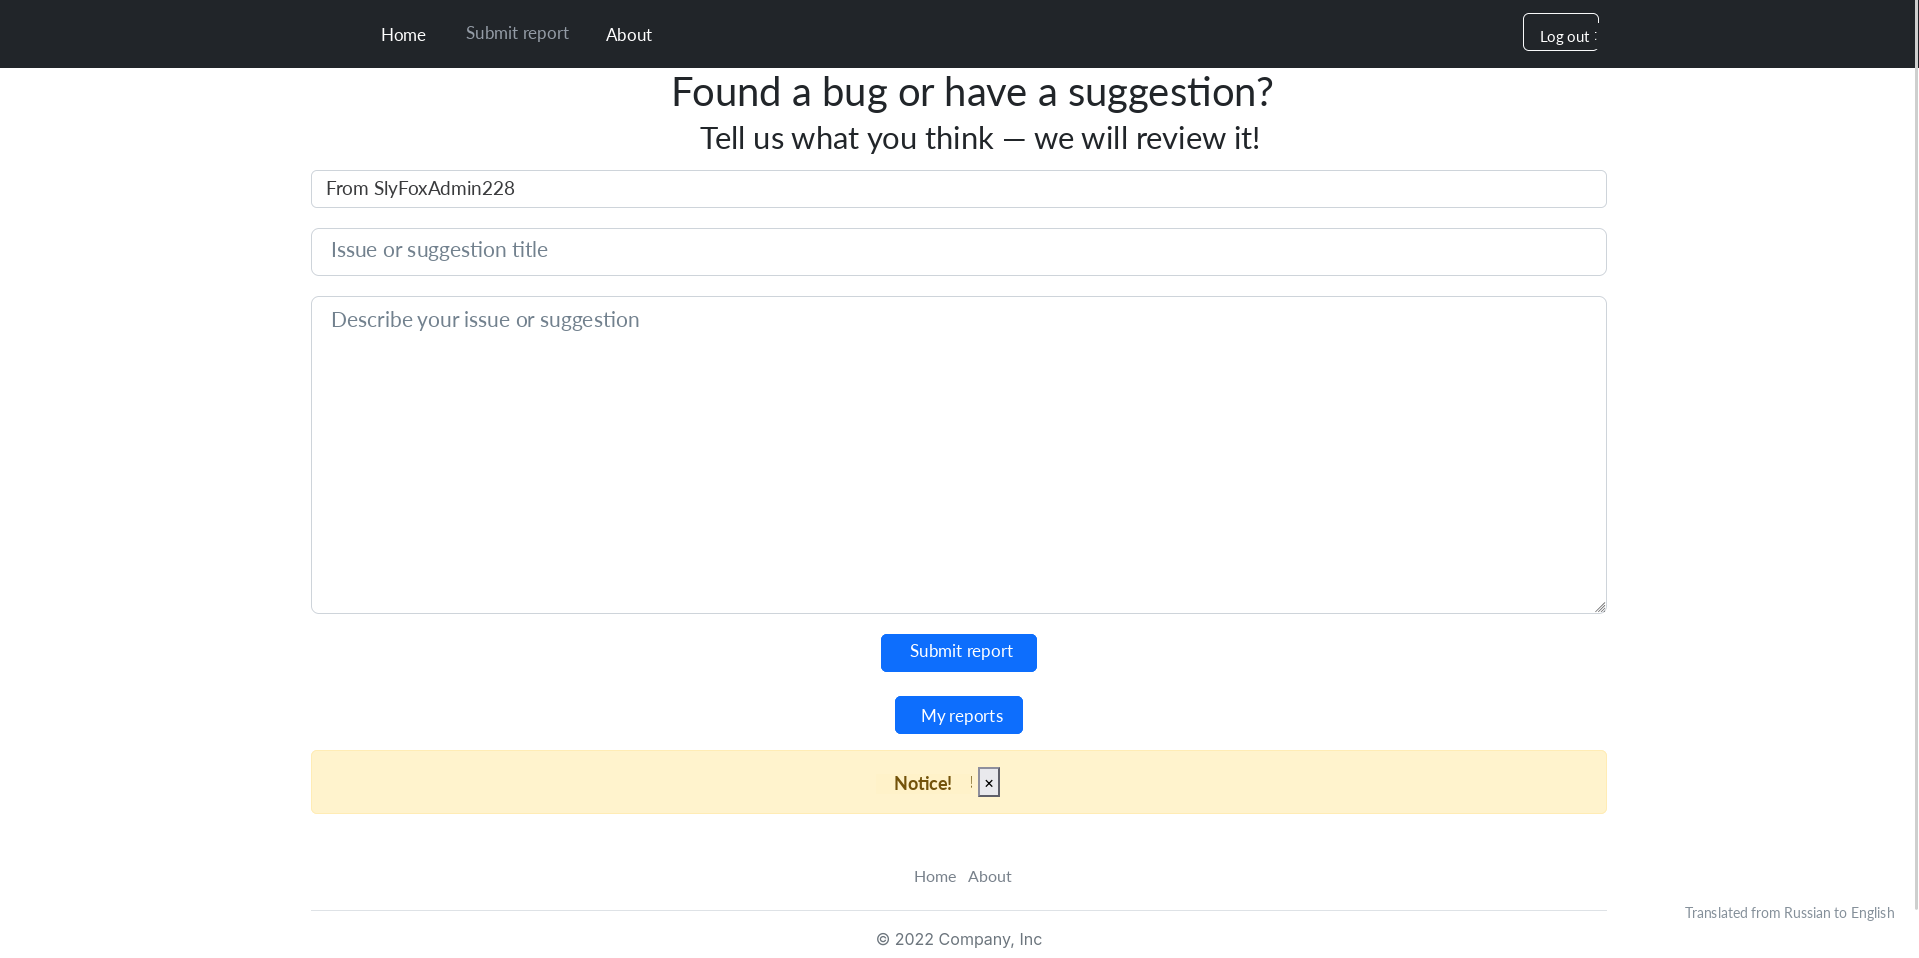 Home Submit report About Log out
Found a bug or have a suggestion?
Tell us what you think — we will review it!
From SlyFoxAdmin228
Issue or suggestion title
Describe your issue or suggestion
Submit report
My reports
Notice! ! ×
Home About
Translated from Russian to English
© 2022 Company, Inc